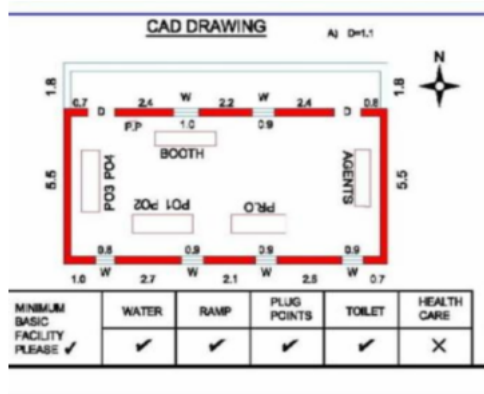 CAD DRAWING
A) D=1.1
N
1.8
1.8
0.7 D 2.4 W 2.2 W 2.4 D 0.8
P.P 1.0 0.9
BOOTH
5.5
PO3 PO4
AGENTS
5.5
PO1 PO2
PRO
0.8 0.9 0.9 0.9
1.0 W 2.7 W 2.1 W 2.8 W 0.7
MINIMUM BASIC FACILITY PLEASE ✓
WATER RAMP PLUG POINTS TOILET HEALTH CARE
✓ ✓ ✓ ✓ ✕